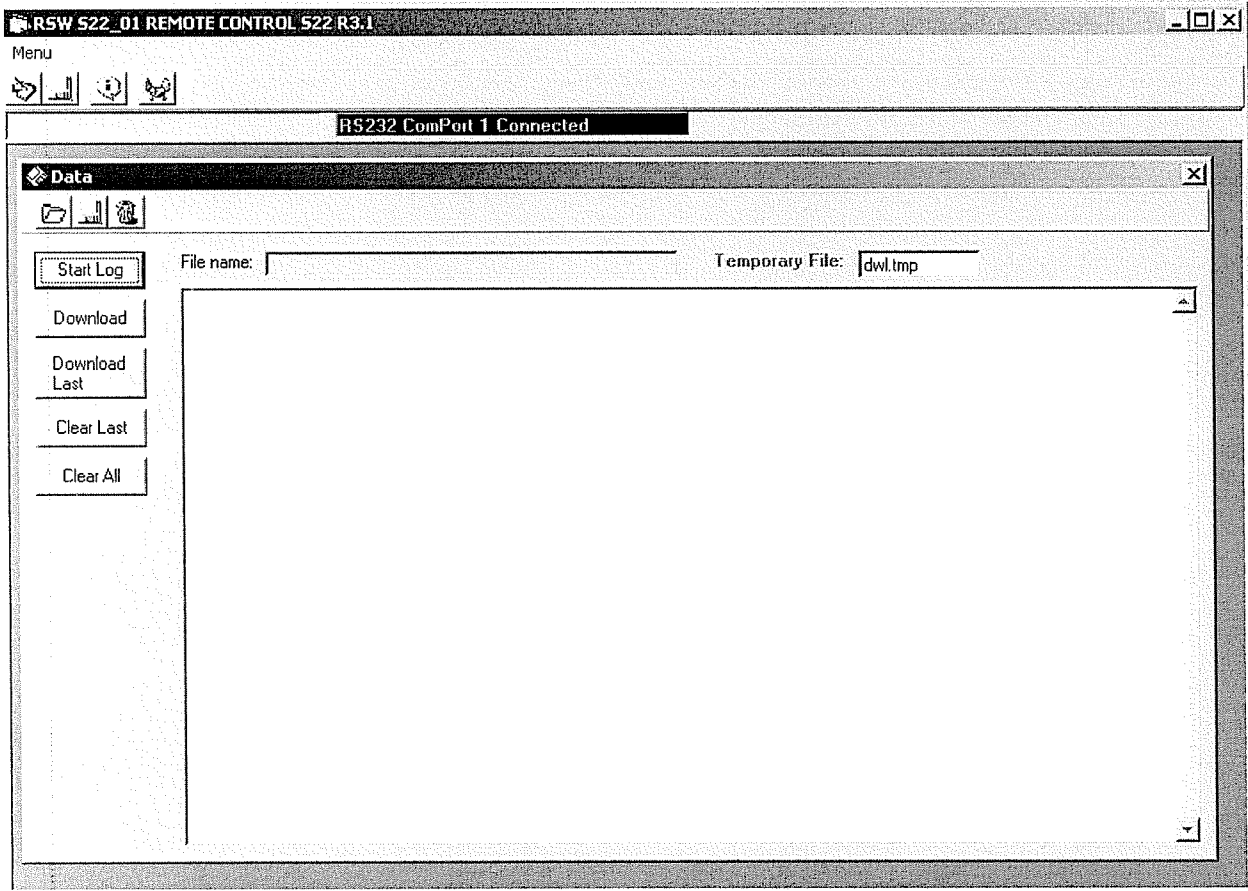 RSW S22_01 REMOTE CONTROL S22 R3.1
Menu
RS232 ComPort 1 Connected
Data
Start Log
File name:
Temporary File: dwl.tmp
Download
Download
Last
Clear Last
Clear All